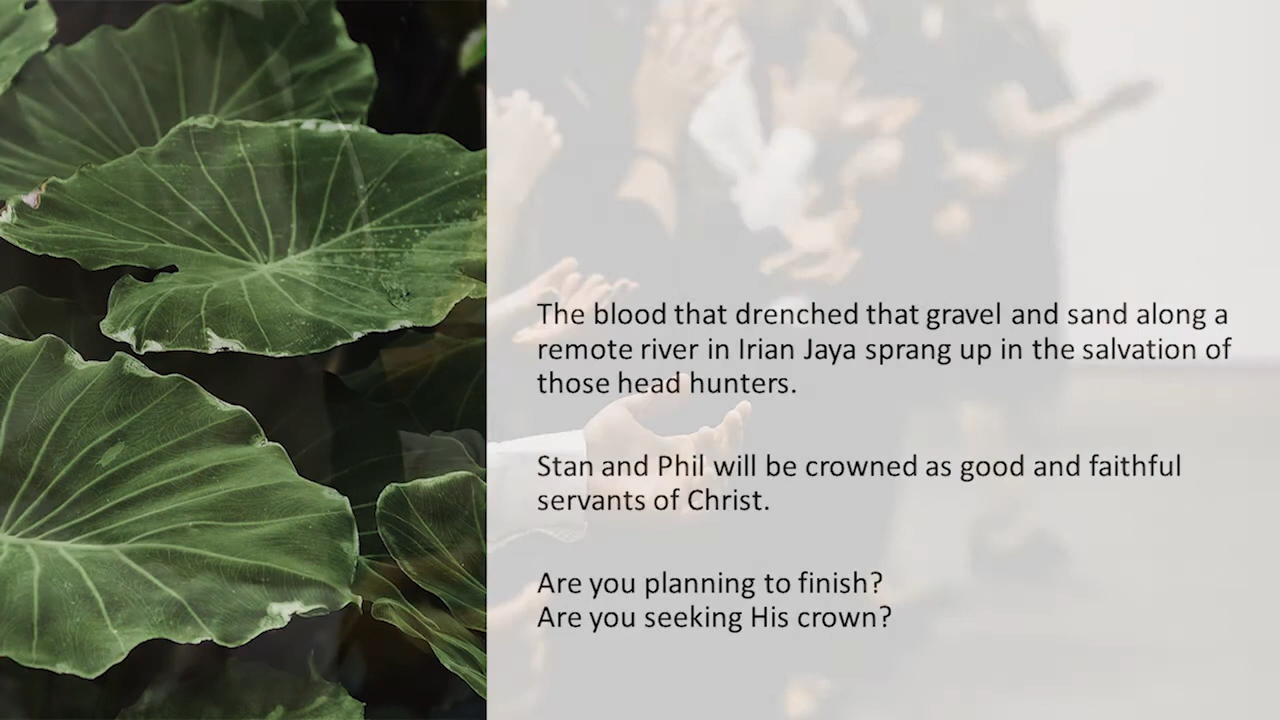 The blood that drenched that gravel and sand along a
remote river in Irian Jaya sprang up in the salvation of
those head hunters.
Stan and Phil will be crowned as good and faithful
servants of Christ.
Are you planning to finish?
Are you seeking His crown?